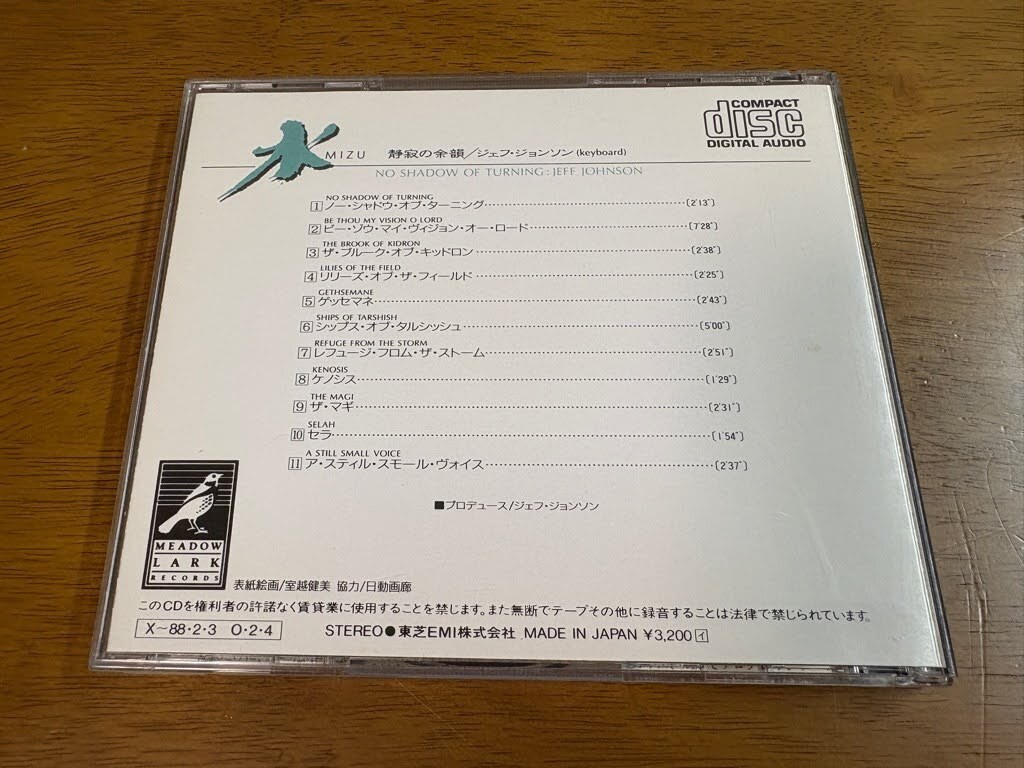 COMPACT
disc
DIGITAL AUDIO
水 MIZU 静寂の余韻/ジェフ・ジョンソン(keyboard)
NO SHADOW OF TURNING : JEFF JOHNSON
NO SHADOW OF TURNING
1 ノー・シャドウ・オブ・ターニング (2'13")
BE THOU MY VISION O LORD
2 ビー・ゾウ・マイ・ヴィジョン・オー・ロード (7'28")
THE BROOK OF KIDRON
3 ザ・ブルーク・オブ・キッドロン (2'38")
LILIES OF THE FIELD
4 リリーズ・オブ・ザ・フィールド (2'25")
GETHSEMANE
5 ゲッセマネ (2'43")
SHIPS OF TARSHISH
6 シップス・オブ・タルシッシュ (5'00")
REFUGE FROM THE STORM
7 レフュージ・フロム・ザ・ストーム (2'51")
KENOSIS
8 ケノシス (1'29")
THE MAGI
9 ザ・マギ (2'31")
SELAH
10 セラ (1'54")
A STILL SMALL VOICE
11 ア・スティル・スモール・ヴォイス (2'37")
■プロデュース/ジェフ・ジョンソン
MEADOW
LARK
RECORDS
表紙絵画/室越健美 協力/日動画廊
このCDを権利者の許諾なく賃貸業に使用することを禁じます。また無断でテープその他に録音することは法律で禁じられています。
X〜88・2・3 O・2・4 STEREO●東芝EMI株式会社 MADE IN JAPAN ¥3,200 イ